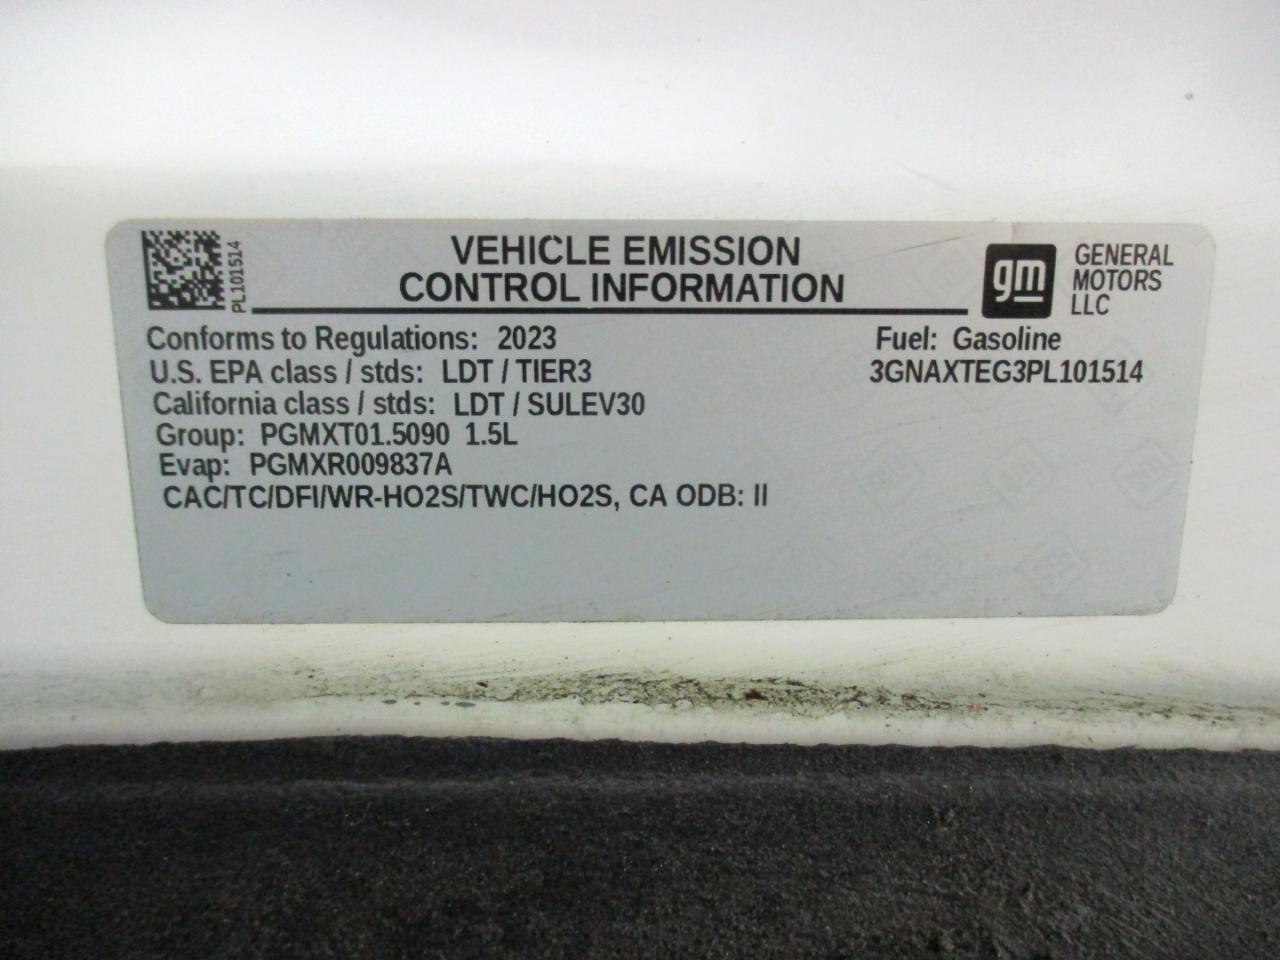 PL101514
VEHICLE EMISSION
CONTROL INFORMATION
gm
GENERAL
MOTORS
LLC
Conforms to Regulations: 2023
Fuel: Gasoline
U.S. EPA class / stds: LDT / TIER3
3GNAXTEG3PL101514
California class / stds: LDT / SULEV30
Group: PGMXT01.5090 1.5L
Evap: PGMXR009837A
CAC/TC/DFI/WR-HO2S/TWC/HO2S, CA ODB: II